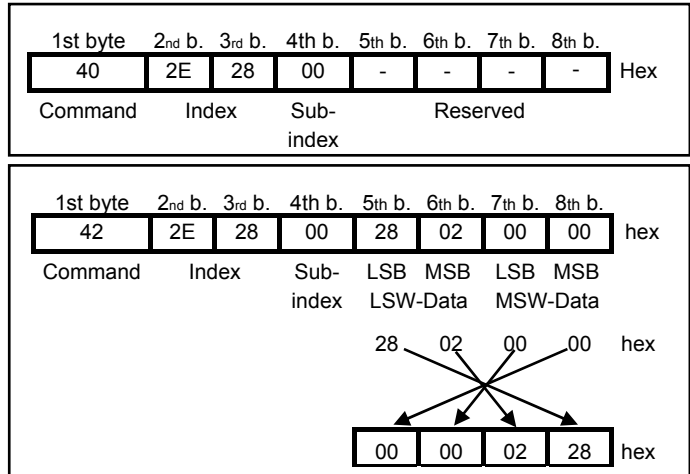 1st byte 2nd b. 3rd b. 4th b. 5th b. 6th b. 7th b. 8th b.
40 2E 28 00 - - - - Hex
Command Index Sub- Reserved
index
1st byte 2nd b. 3rd b. 4th b. 5th b. 6th b. 7th b. 8th b.
42 2E 28 00 28 02 00 00 hex
Command Index Sub- LSB MSB LSB MSB
index LSW-Data MSW-Data
28 02 00 00 hex
00 00 02 28 hex